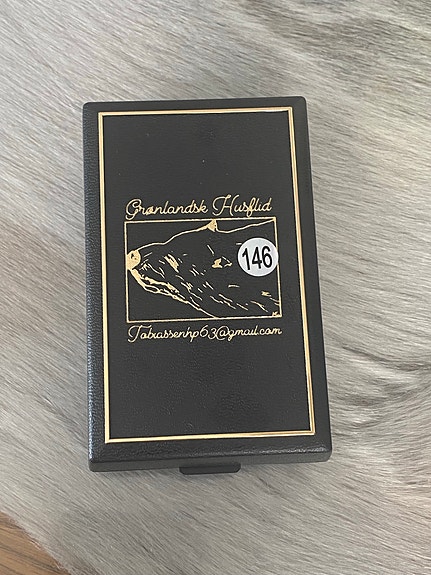 Grønlandsk Husflid
146
Tobiassenhp63@gmail.com